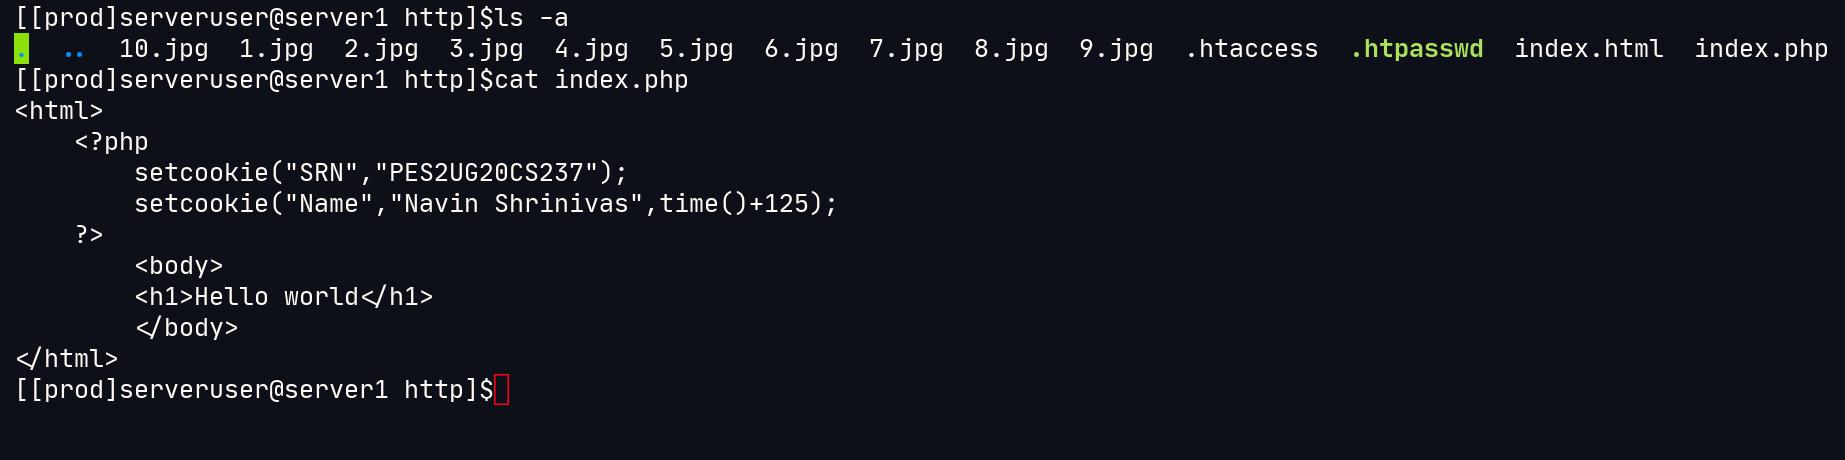 [[prod]serveruser@server1 http]$ls -a
.  ..  10.jpg  1.jpg  2.jpg  3.jpg  4.jpg  5.jpg  6.jpg  7.jpg  8.jpg  9.jpg  .htaccess  .htpasswd  index.html  index.php
[[prod]serveruser@server1 http]$cat index.php
<html>
    <?php
        setcookie("SRN","PES2UG20CS237");
        setcookie("Name","Navin Shrinivas",time()+125);
    ?>
        <body>
        <h1>Hello world</h1>
        </body>
</html>
[[prod]serveruser@server1 http]$